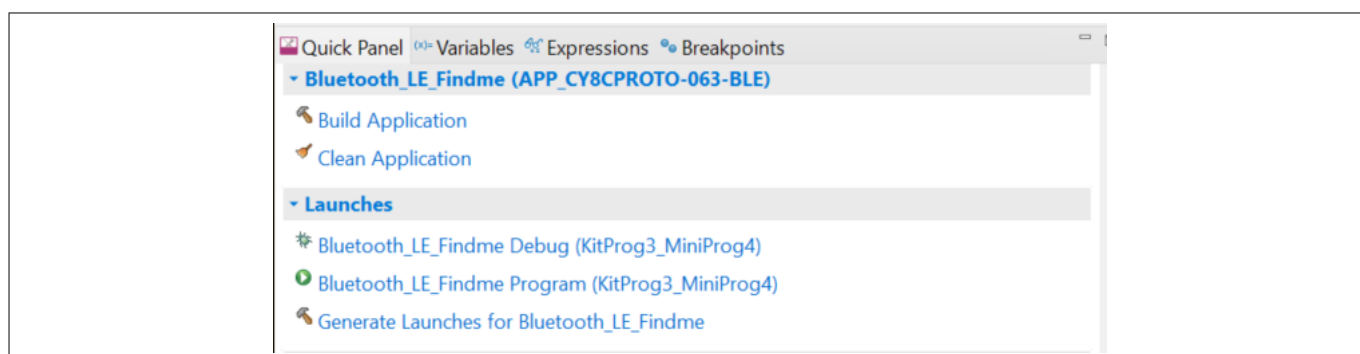 Quick Panel (x)= Variables Expressions Breakpoints
Bluetooth_LE_Findme (APP_CY8CPROTO-063-BLE)
Build Application
Clean Application
Launches
Bluetooth_LE_Findme Debug (KitProg3_MiniProg4)
Bluetooth_LE_Findme Program (KitProg3_MiniProg4)
Generate Launches for Bluetooth_LE_Findme